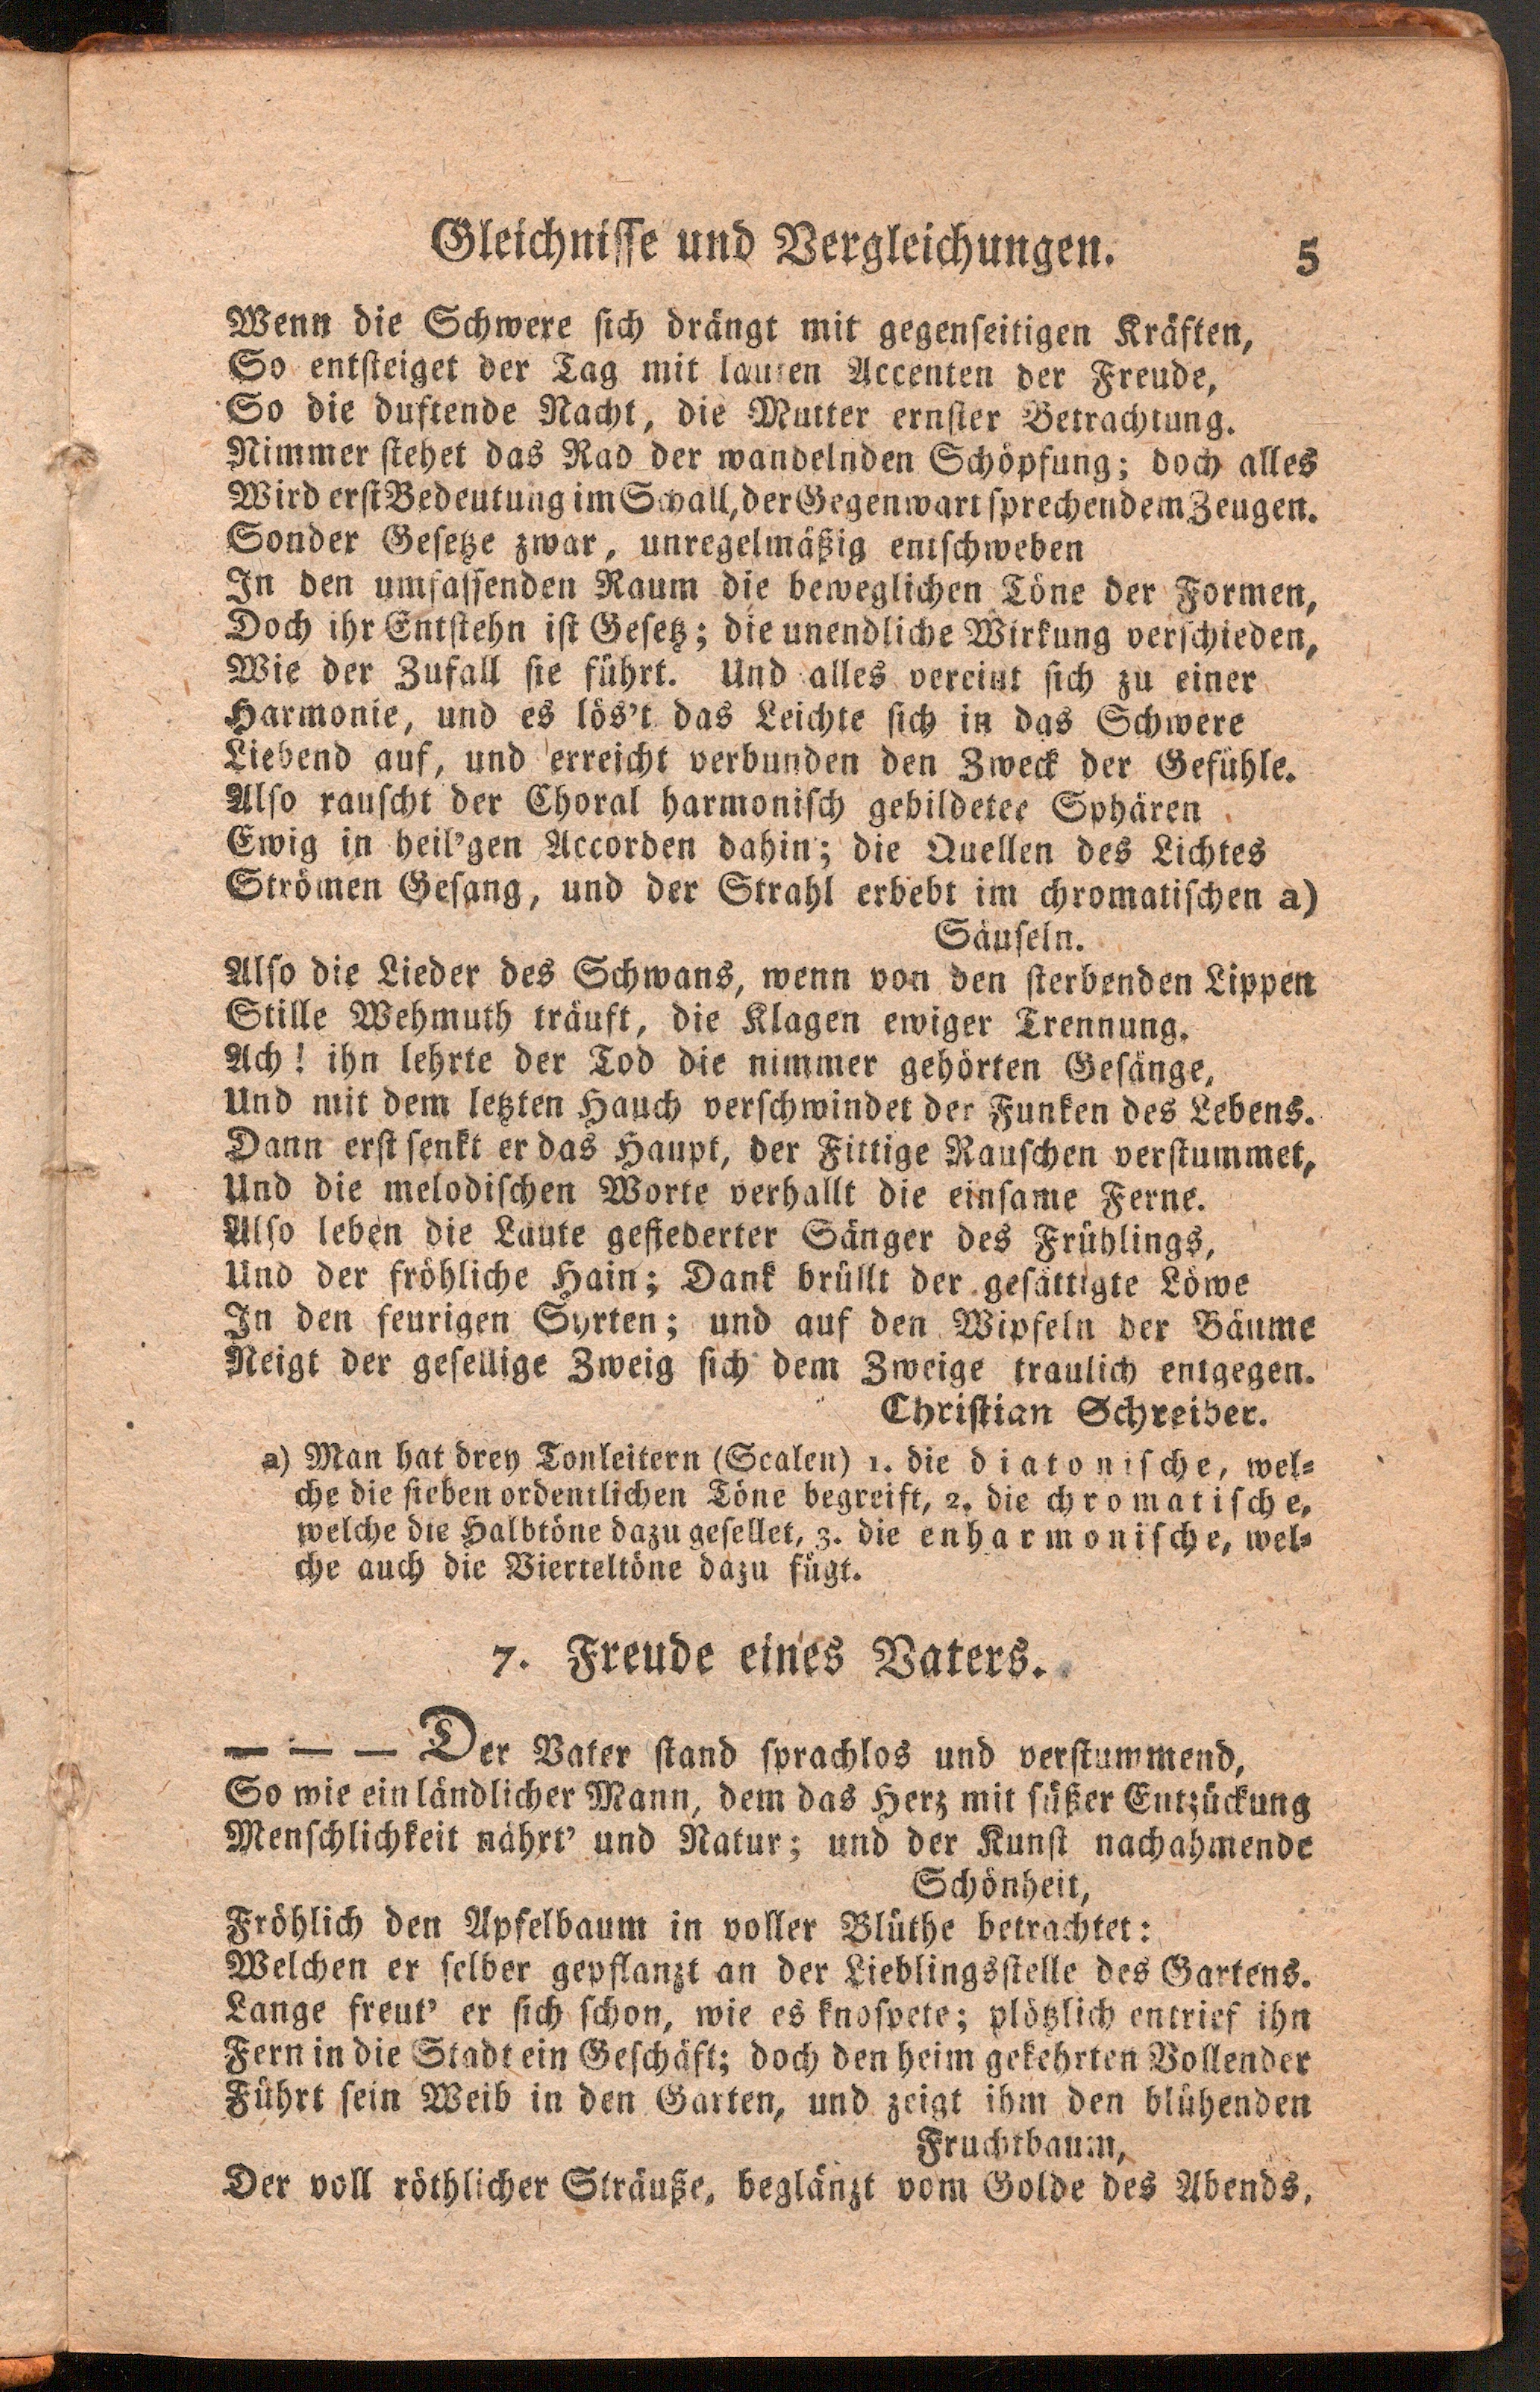 Gleichnisse und Vergleichungen. 5
Wenn die Schwere sich drängt mit gegenseitigen Kräften,
So entsteiget der Tag mit lauten Accenten der Freude,
So die duftende Nacht, die Mutter ernster Betrachtung.
Nimmer stehet das Rad der wandelnden Schöpfung; doch alles
Wird erst Bedeutung im Schall, der Gegenwart sprechendem Zeugen.
Sonder Gesetze zwar, unregelmäßig entschweben
In den umfassenden Raum die beweglichen Töne der Formen,
Doch ihr Entstehn ist Gesetz; die unendliche Wirkung verschieden,
Wie der Zufall sie führt. Und alles vereint sich zu einer
Harmonie, und es lös't das Leichte sich in das Schwere
Liebend auf, und erreicht verbunden den Zweck der Gefühle.
Also rauscht der Choral harmonisch gebildeter Sphären
Ewig in heil'gen Accorden dahin; die Quellen des Lichtes
Strömen Gesang, und der Strahl erbebt im chromatischen a)
Säuseln.
Also die Lieder des Schwans, wenn von den sterbenden Lippen
Stille Wehmuth träuft, die Klagen ewiger Trennung.
Ach! ihn lehrte der Tod die nimmer gehörten Gesänge,
Und mit dem letzten Hauch verschwindet der Funken des Lebens.
Dann erst senkt er das Haupt, der Fittige Rauschen verstummet,
Und die melodischen Worte verhallt die einsame Ferne.
Also leben die Laute gefiederter Sänger des Frühlings,
Und der fröhliche Hain; Dank brüllt der gesättigte Löwe
In den feurigen Syrten; und auf den Wipfeln der Bäume
Neigt der gesellige Zweig sich dem Zweige traulich entgegen.
Christian Schreiber.
a) Man hat drey Tonleitern (Scalen) 1. die diatonische, wel-
che die sieben ordentlichen Töne begreift, 2. die chromatische,
welche die Halbtöne dazu gesellet, 3. die enharmonische, wel-
che auch die Vierteltöne dazu fügt.
7. Freude eines Vaters.
— — — Der Vater stand sprachlos und verstummend,
So wie ein ländlicher Mann, dem das Herz mit süßer Entzückung
Menschlichkeit nährt' und Natur; und der Kunst nachahmende
Schönheit,
Fröhlich den Apfelbaum in voller Blüthe betrachtet:
Welchen er selber gepflanzt an der Lieblingsstelle des Gartens.
Lange freut' er sich schon, wie es knospete; plötzlich entrief ihn
Fern in die Stadt ein Geschäft; doch den heim gekehrten Vollender
Führt sein Weib in den Garten, und zeigt ihm den blühenden
Fruchtbaum,
Der voll röthlicher Sträuße, beglänzt vom Golde des Abends,